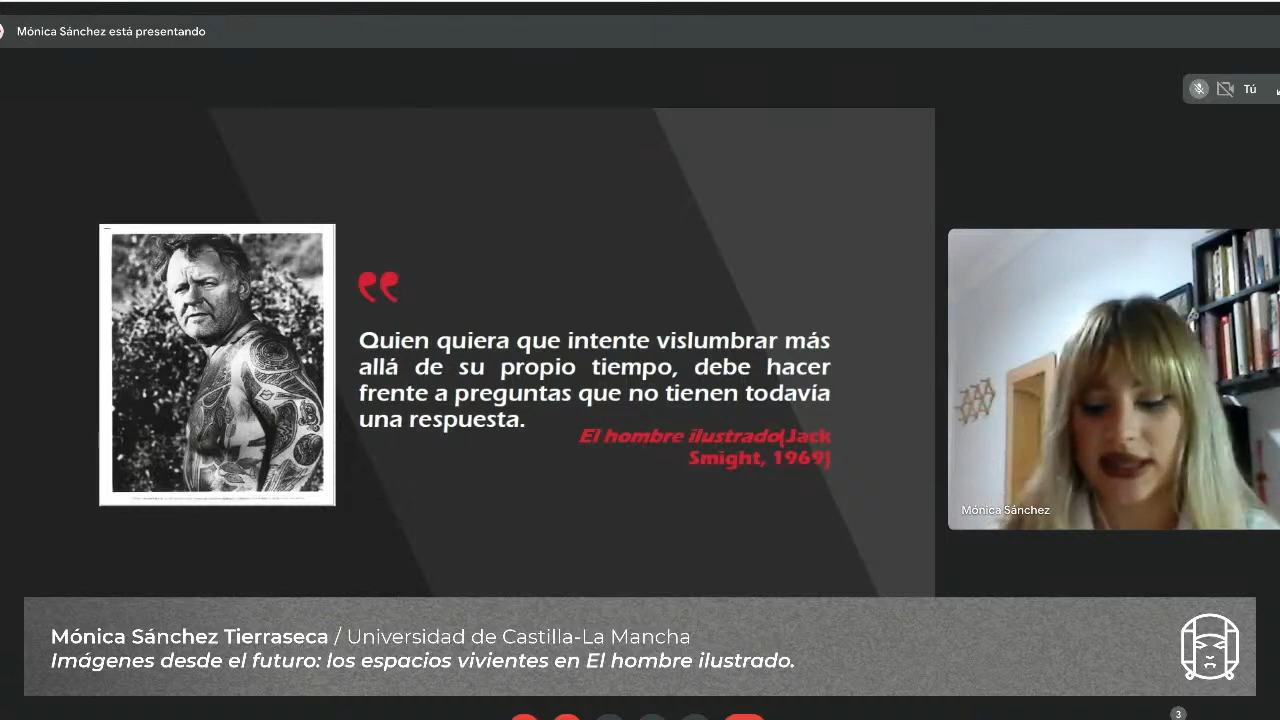 Mónica Sánchez está presentando
Tú
Quien quiera que intente vislumbrar más
allá de su propio tiempo, debe hacer
frente a preguntas que no tienen todavía
una respuesta.
El hombre ilustrado(Jack
Smight, 1969)
Mónica Sánchez
Mónica Sánchez Tierraseca / Universidad de Castilla-La Mancha
Imágenes desde el futuro: los espacios vivientes en El hombre ilustrado.
3